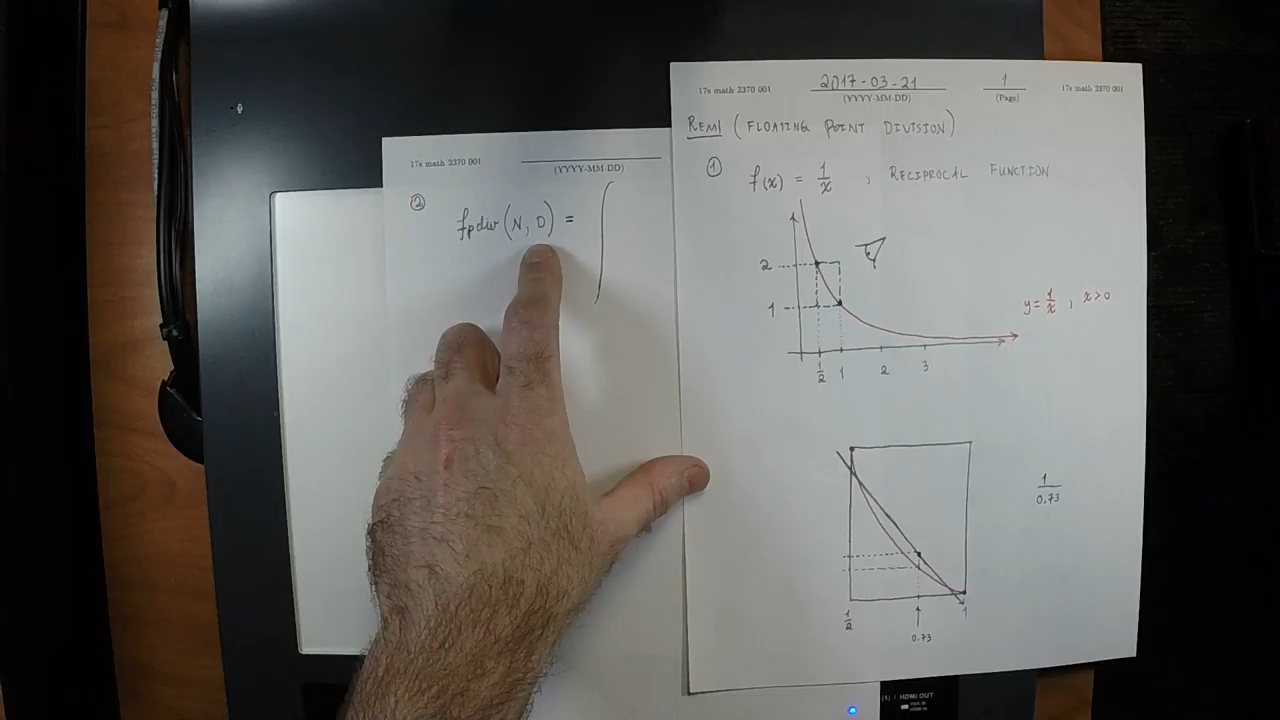 17s math 2370 001
(YYYY-MM-DD)
②
fpdiv(N, D) =
17s math 2370 001 2017-03-21 1 17s math 2370 001
(YYYY-MM-DD) (Page)
REM1 (FLOATING POINT DIVISION)
① f(x) = 1/x , RECIPROCAL FUNCTION
2
1
y = 1/x , x>0
1/2 1 2 3
1/0.73
1/2 1
0.73
HDMI OUT